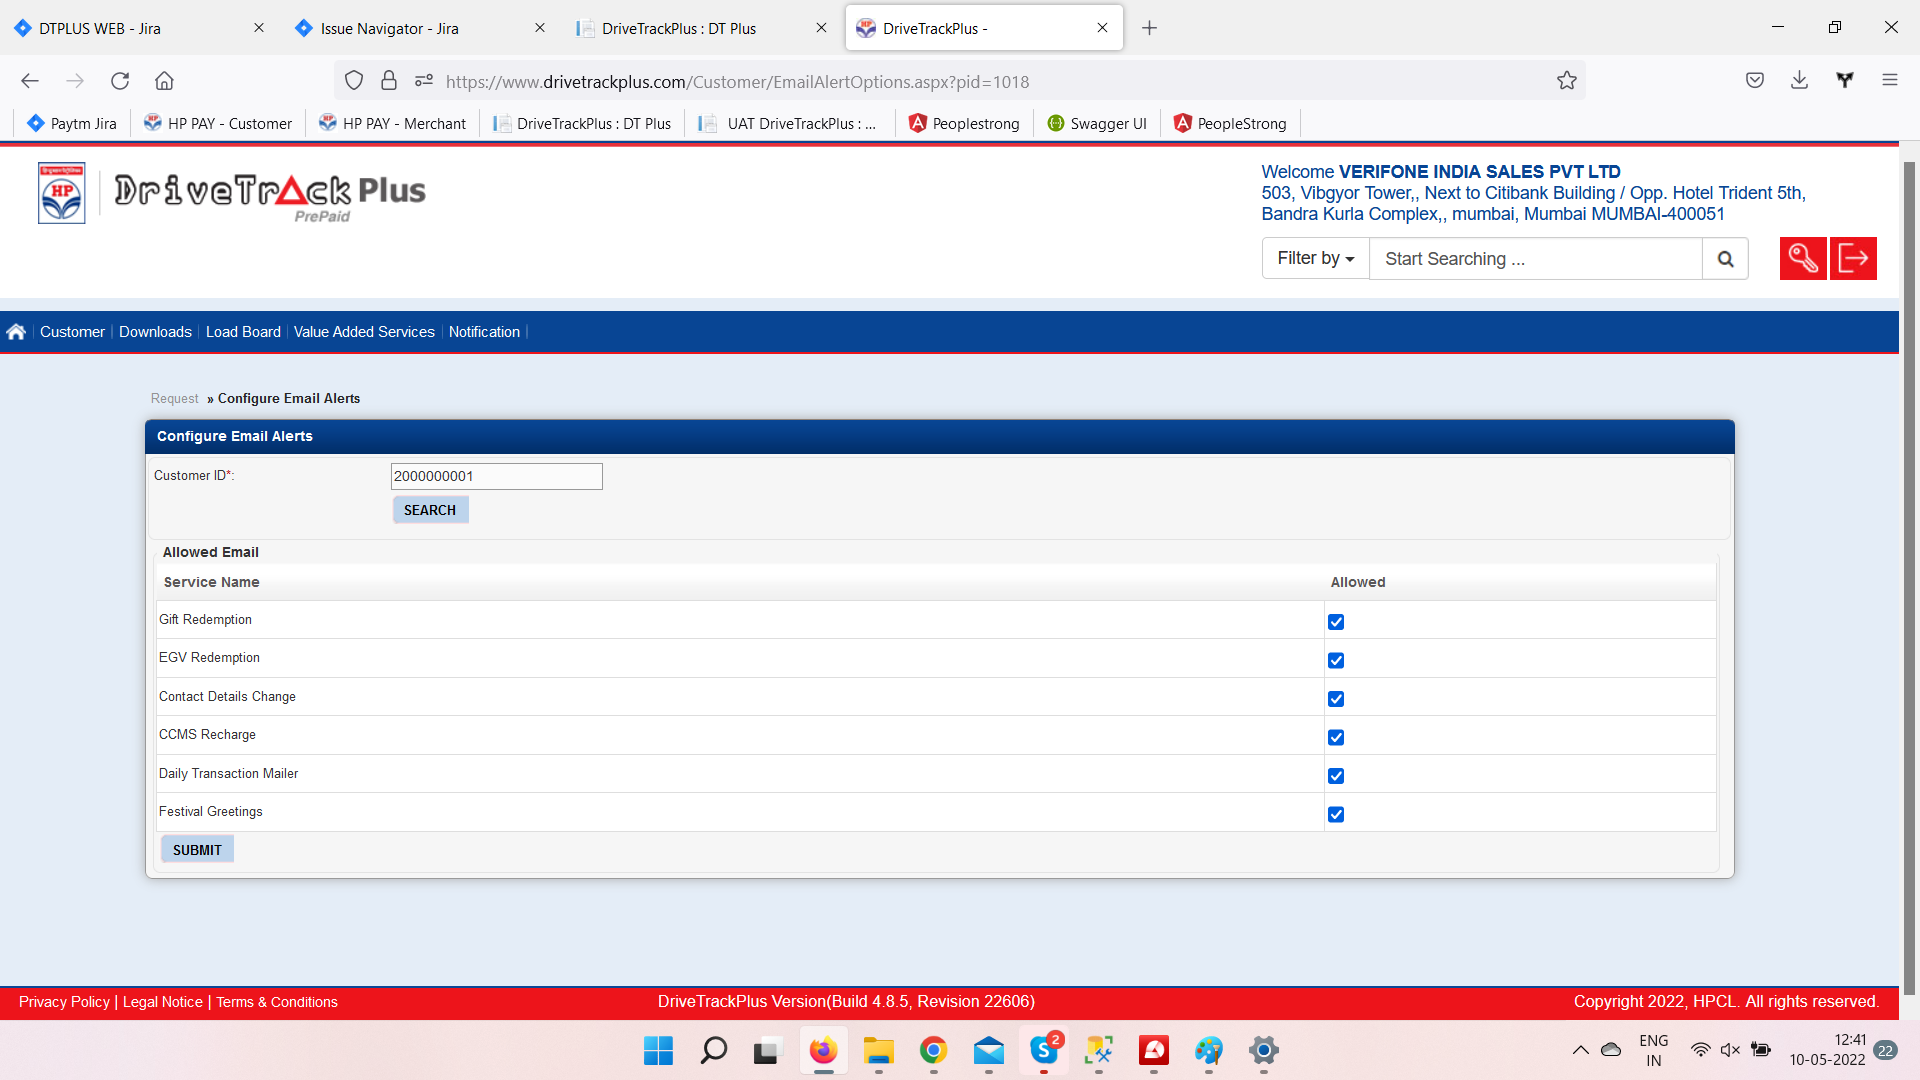 DTPLUS WEB - Jira
Issue Navigator - Jira
DriveTrackPlus : DT Plus
DriveTrackPlus -
https://www.drivetrackplus.com/Customer/EmailAlertOptions.aspx?pid=1018
Paytm Jira
HP PAY - Customer
HP PAY - Merchant
DriveTrackPlus : DT Plus
UAT DriveTrackPlus : ...
Peoplestrong
Swagger UI
PeopleStrong
HP
DriveTrack Plus
PrePaid
Welcome VERIFONE INDIA SALES PVT LTD
503, Vibgyor Tower,, Next to Citibank Building / Opp. Hotel Trident 5th,
Bandra Kurla Complex,, mumbai, Mumbai MUMBAI-400051
Filter by
Start Searching ...
Customer
Downloads
Load Board
Value Added Services
Notification
Request » Configure Email Alerts
Configure Email Alerts
Customer ID*:
2000000001
SEARCH
Allowed Email
Service Name
Allowed
Gift Redemption
EGV Redemption
Contact Details Change
CCMS Recharge
Daily Transaction Mailer
Festival Greetings
SUBMIT
Privacy Policy | Legal Notice | Terms & Conditions
DriveTrackPlus Version(Build 4.8.5, Revision 22606)
Copyright 2022, HPCL. All rights reserved.
2
ENG
IN
12:41
10-05-2022
22